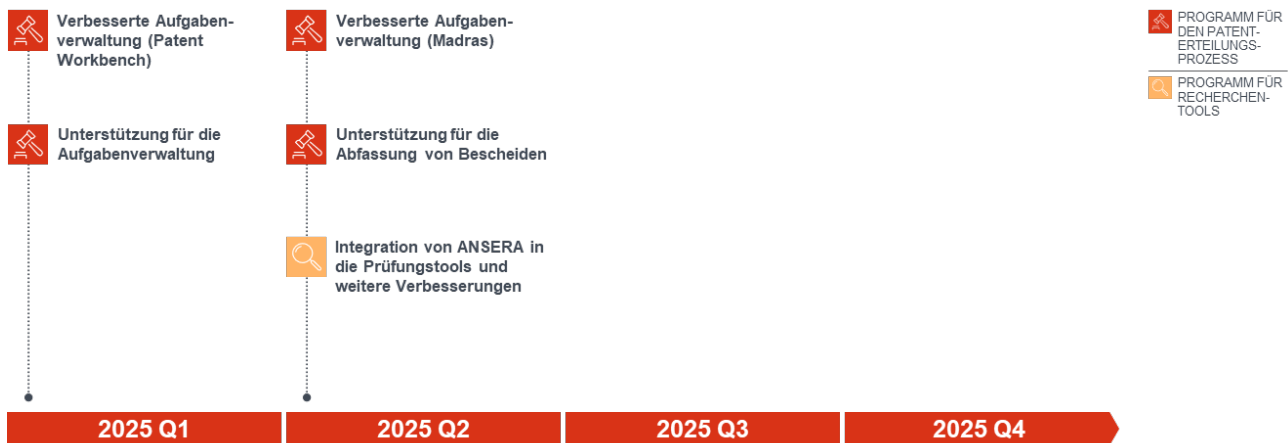 Verbesserte Aufgaben-
verwaltung (Patent
Workbench)
Unterstützung für die
Aufgabenverwaltung
Verbesserte Aufgaben-
verwaltung (Madras)
Unterstützung für die
Abfassung von Bescheiden
Integration von ANSERA in
die Prüfungstools und
weitere Verbesserungen
PROGRAMM FÜR
DEN PATENT-
ERTEILUNGS-
PROZESS
PROGRAMM FÜR
RECHERCHEN-
TOOLS
2025 Q1
2025 Q2
2025 Q3
2025 Q4